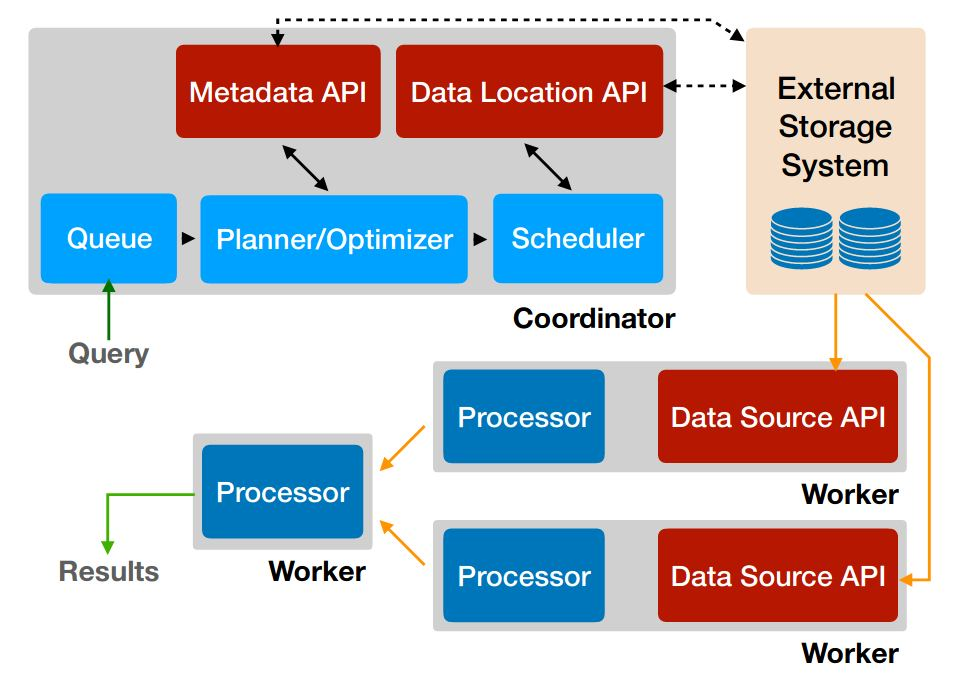 Metadata API
Data Location API
External
Storage
System
Queue
Planner/Optimizer
Scheduler
Coordinator
Query
Processor
Data Source API
Worker
Processor
Worker
Results
Processor
Data Source API
Worker